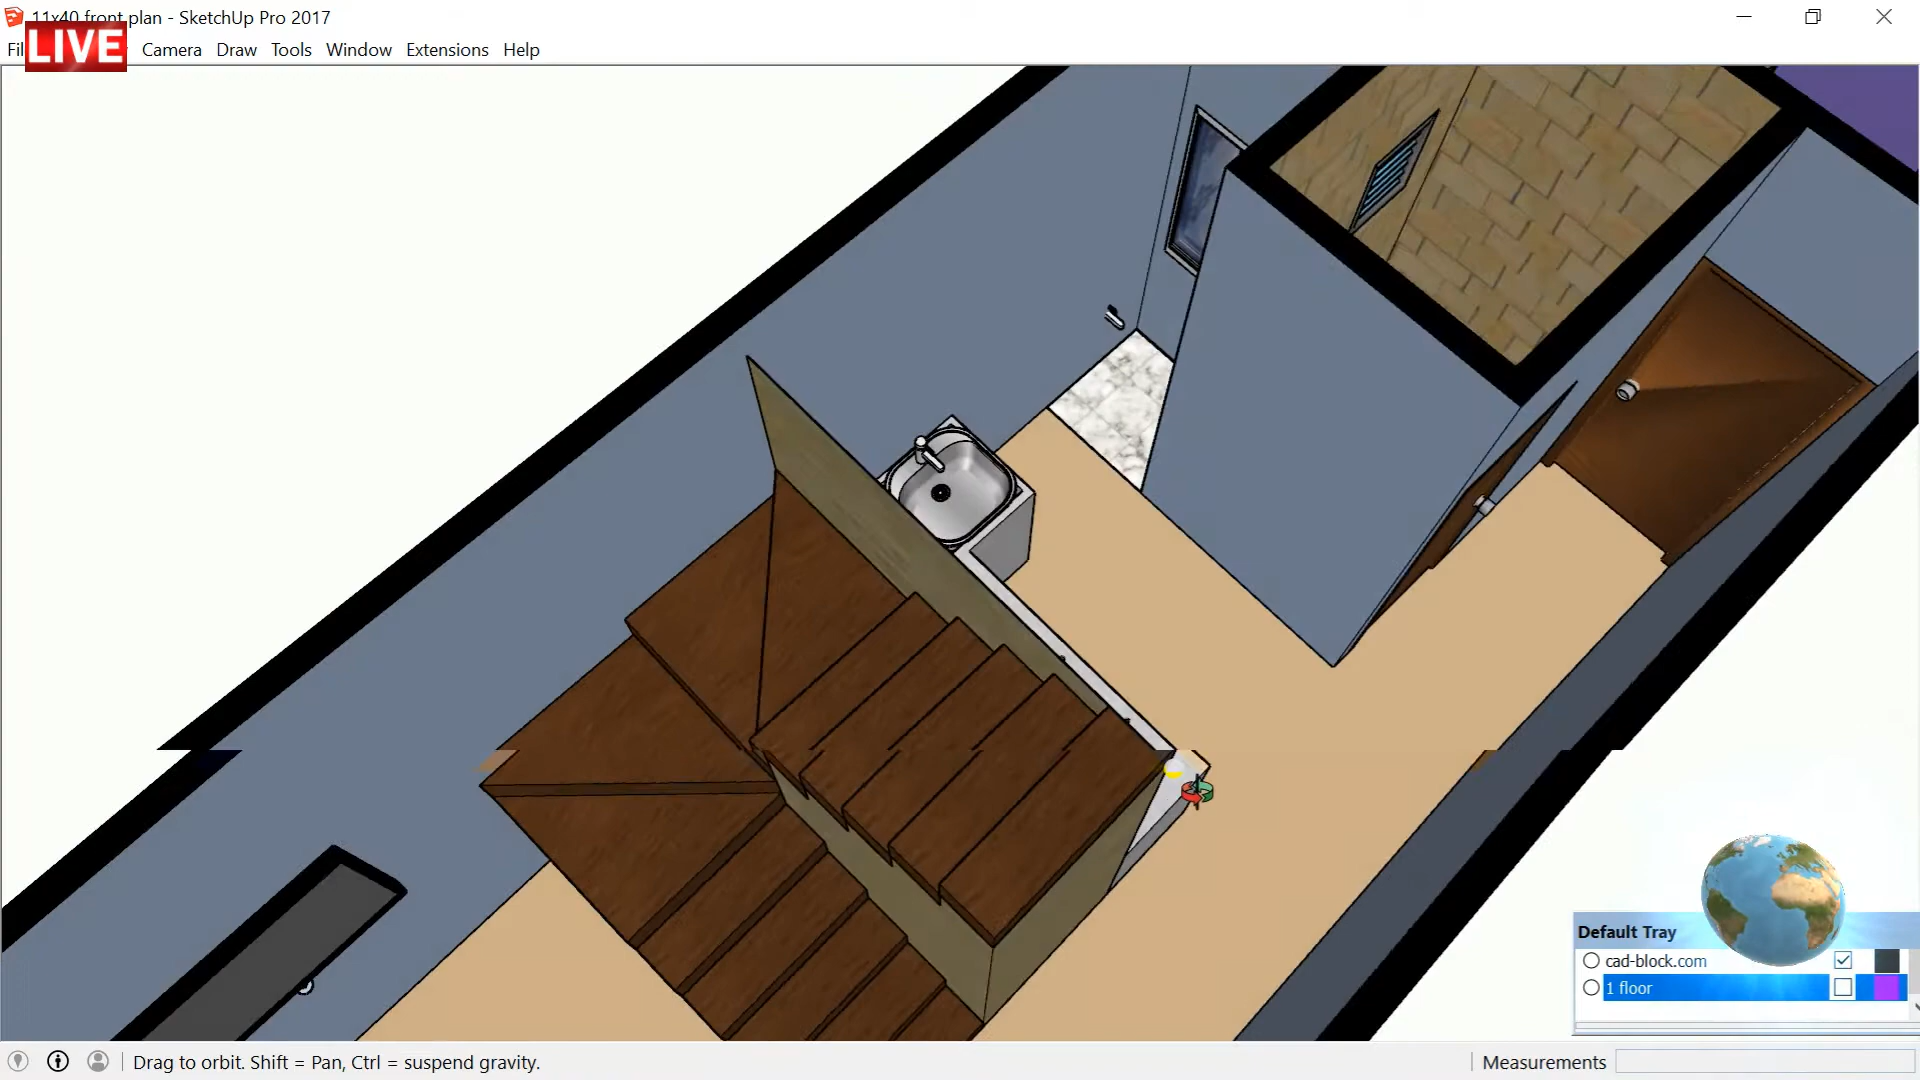 11x40 front plan - SketchUp Pro 2017
LIVE
Camera Draw Tools Window Extensions Help
Default Tray
cad-block.com
1 floor
Drag to orbit. Shift = Pan, Ctrl = suspend gravity.
Measurements